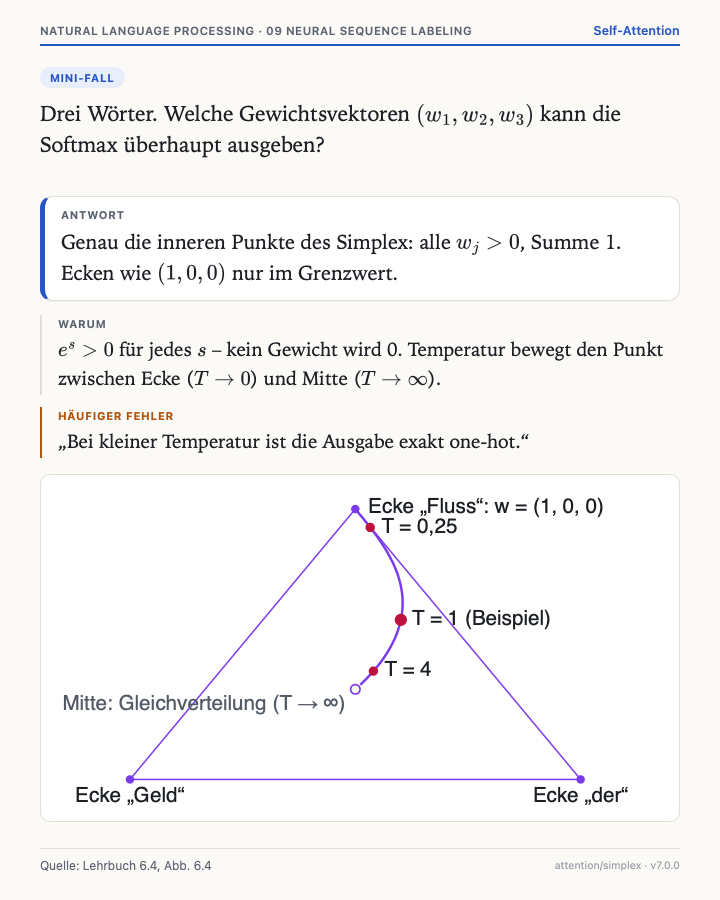 NATURAL LANGUAGE PROCESSING · 09 NEURAL SEQUENCE LABELING
Self-Attention
MINI-FALL
Drei Wörter. Welche Gewichtsvektoren (w₁, w₂, w₃) kann die
Softmax überhaupt ausgeben?
ANTWORT
Genau die inneren Punkte des Simplex: alle wⱼ > 0, Summe 1.
Ecken wie (1, 0, 0) nur im Grenzwert.
WARUM
eˢ > 0 für jedes s – kein Gewicht wird 0. Temperatur bewegt den Punkt
zwischen Ecke (T → 0) und Mitte (T → ∞).
HÄUFIGER FEHLER
„Bei kleiner Temperatur ist die Ausgabe exakt one-hot.“
Ecke „Fluss“: w = (1, 0, 0)
T = 0,25
T = 1 (Beispiel)
T = 4
Mitte: Gleichverteilung (T → ∞)
Ecke „Geld“
Ecke „der“
Quelle: Lehrbuch 6.4, Abb. 6.4
attention/simplex · v7.0.0